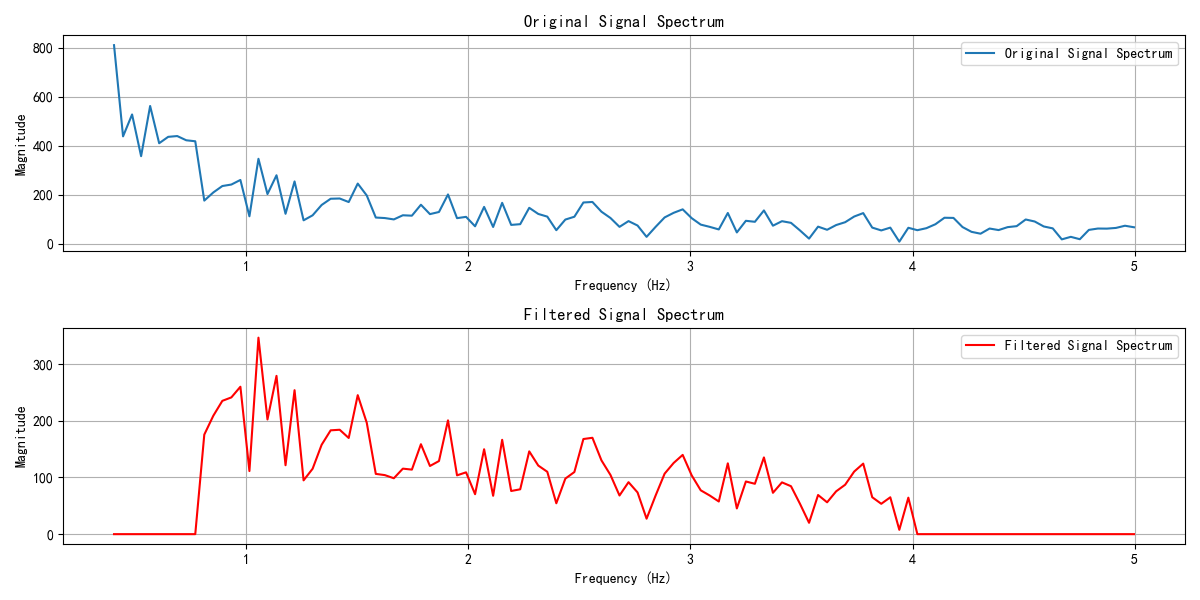 Original Signal Spectrum
800
600
400
200
0
Magnitude
Original Signal Spectrum
1 2 3 4 5
Frequency (Hz)
Filtered Signal Spectrum
300
200
100
0
Magnitude
Filtered Signal Spectrum
1 2 3 4 5
Frequency (Hz)